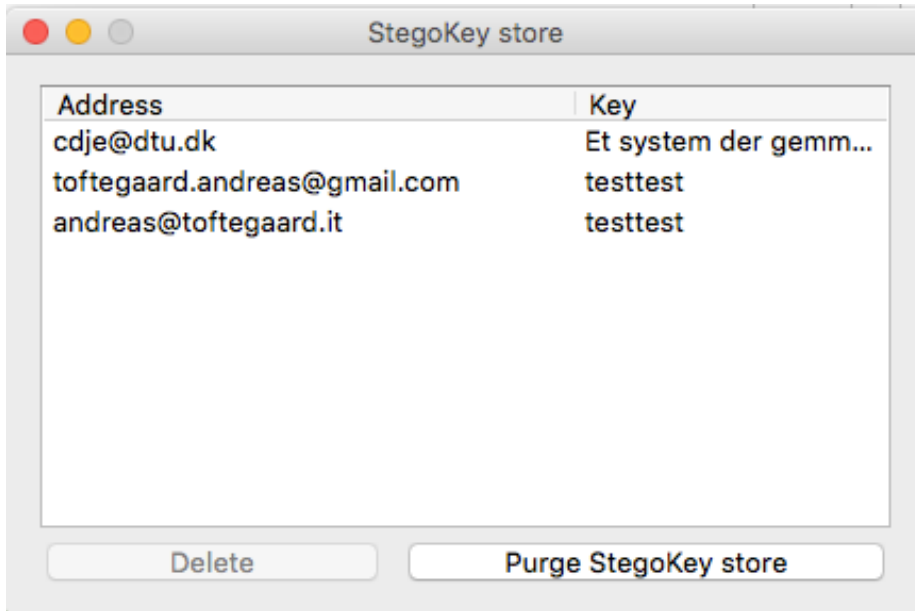 StegoKey store
Address Key
cdje@dtu.dk Et system der gemm...
toftegaard.andreas@gmail.com testtest
andreas@toftegaard.it testtest
Delete Purge StegoKey store